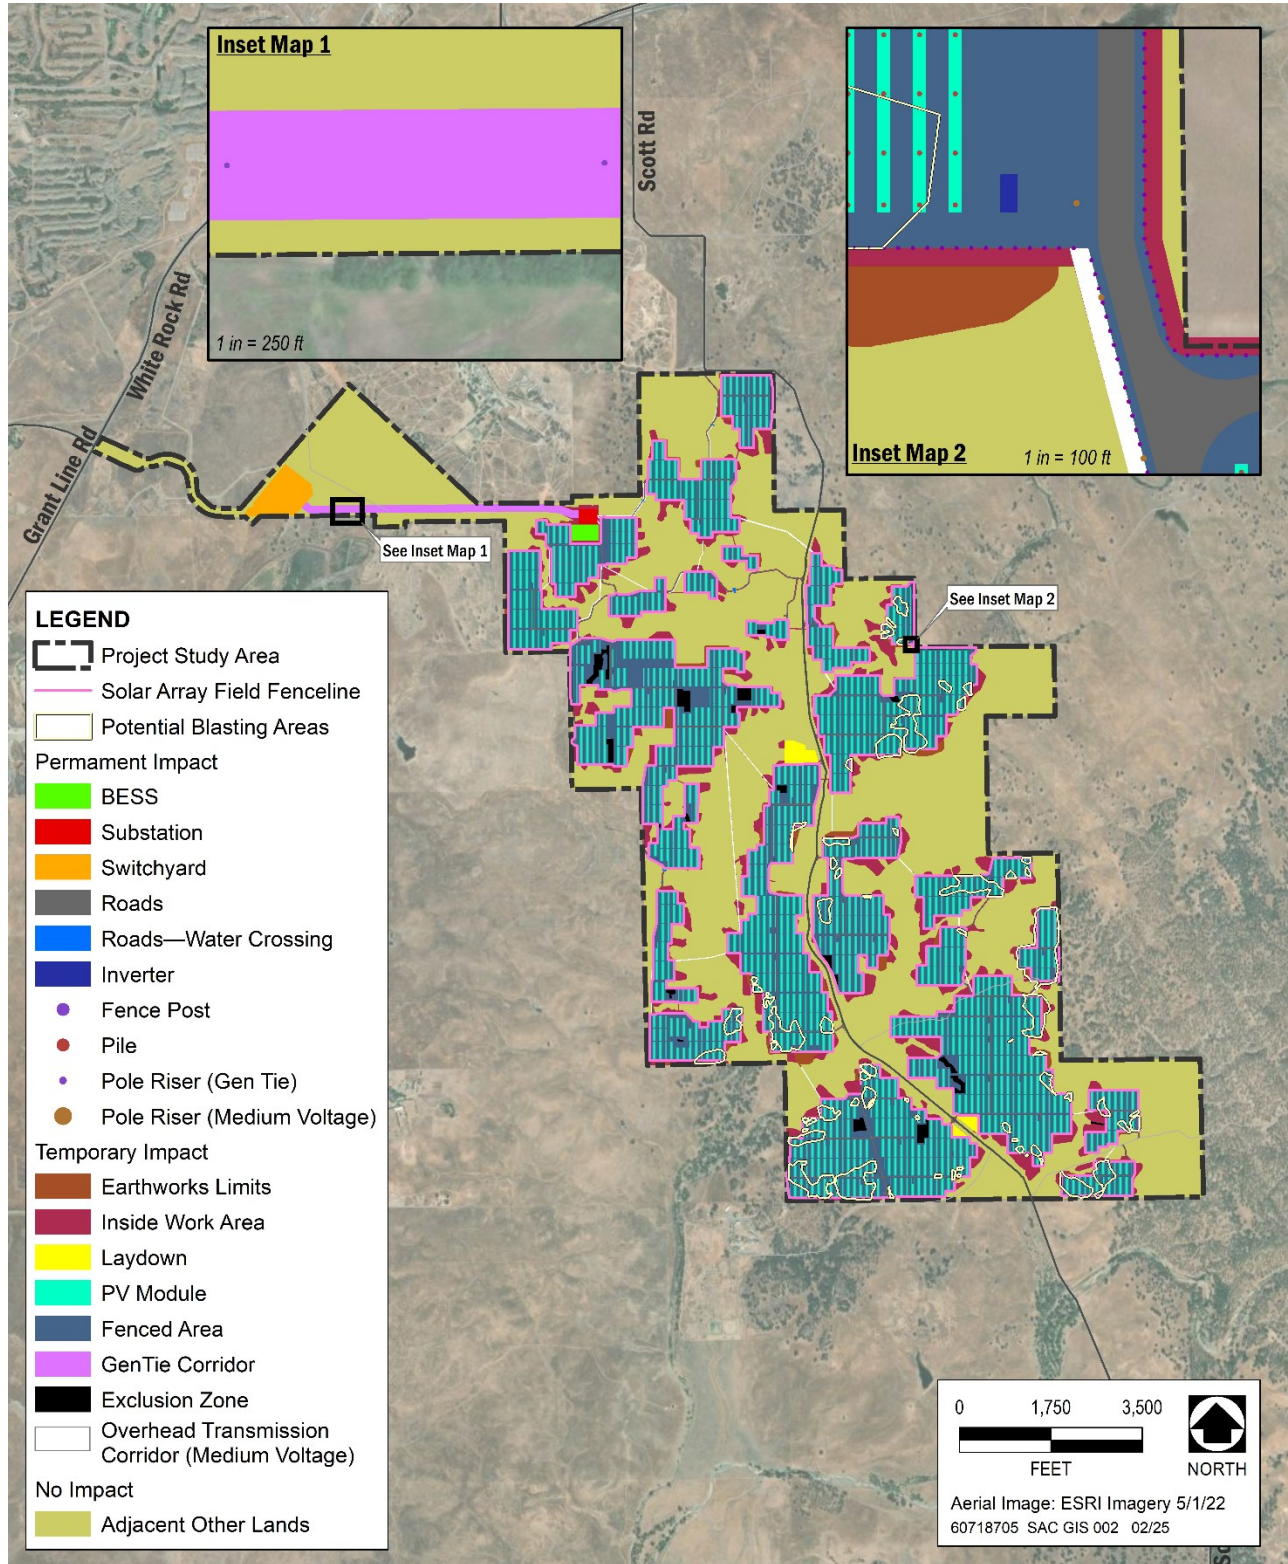 Inset Map 1
1 in = 250 ft
Scott Rd
White Rock Rd
Grant Line Rd
Inset Map 2
1 in = 100 ft
See Inset Map 1
See Inset Map 2
LEGEND
Project Study Area
Solar Array Field Fenceline
Potential Blasting Areas
Permament Impact
BESS
Substation
Switchyard
Roads
Roads—Water Crossing
Inverter
Fence Post
Pile
Pole Riser (Gen Tie)
Pole Riser (Medium Voltage)
Temporary Impact
Earthworks Limits
Inside Work Area
Laydown
PV Module
Fenced Area
GenTie Corridor
Exclusion Zone
Overhead Transmission
Corridor (Medium Voltage)
No Impact
Adjacent Other Lands
0 1,750 3,500
FEET
NORTH
Aerial Image: ESRI Imagery 5/1/22
60718705 SAC GIS 002 02/25